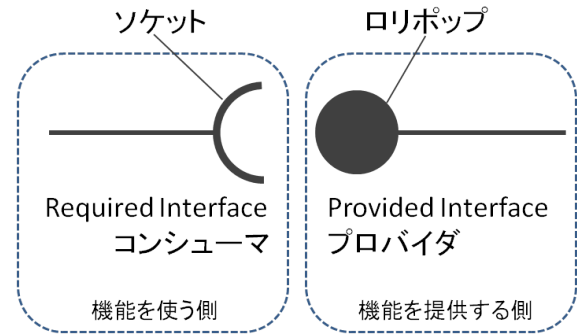 ソケット
ロリポップ
Required Interface
コンシューマ
Provided Interface
プロバイダ
機能を使う側
機能を提供する側